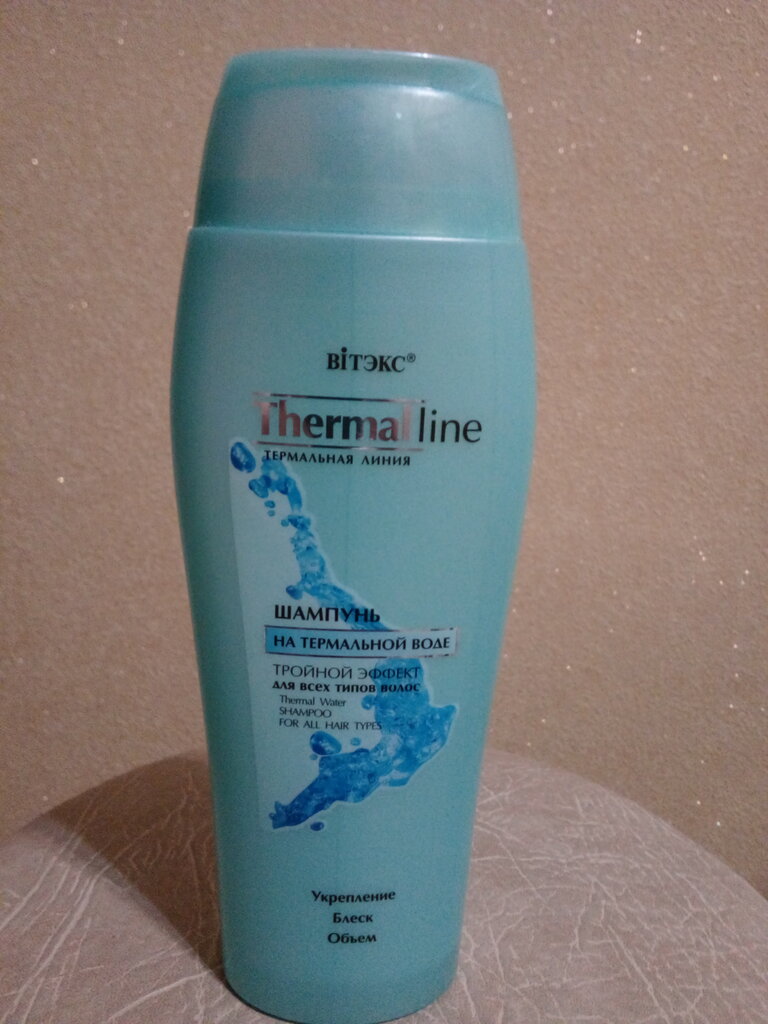 ВІТЭКС®
Thermal line
ТЕРМАЛЬНАЯ ЛИНИЯ
ШАМПУНЬ
НА ТЕРМАЛЬНОЙ ВОДЕ
ТРОЙНОЙ ЭФФЕКТ
для всех типов волос
Thermal Water
SHAMPOO
FOR ALL HAIR TYPES
Укрепление
Блеск
Объем